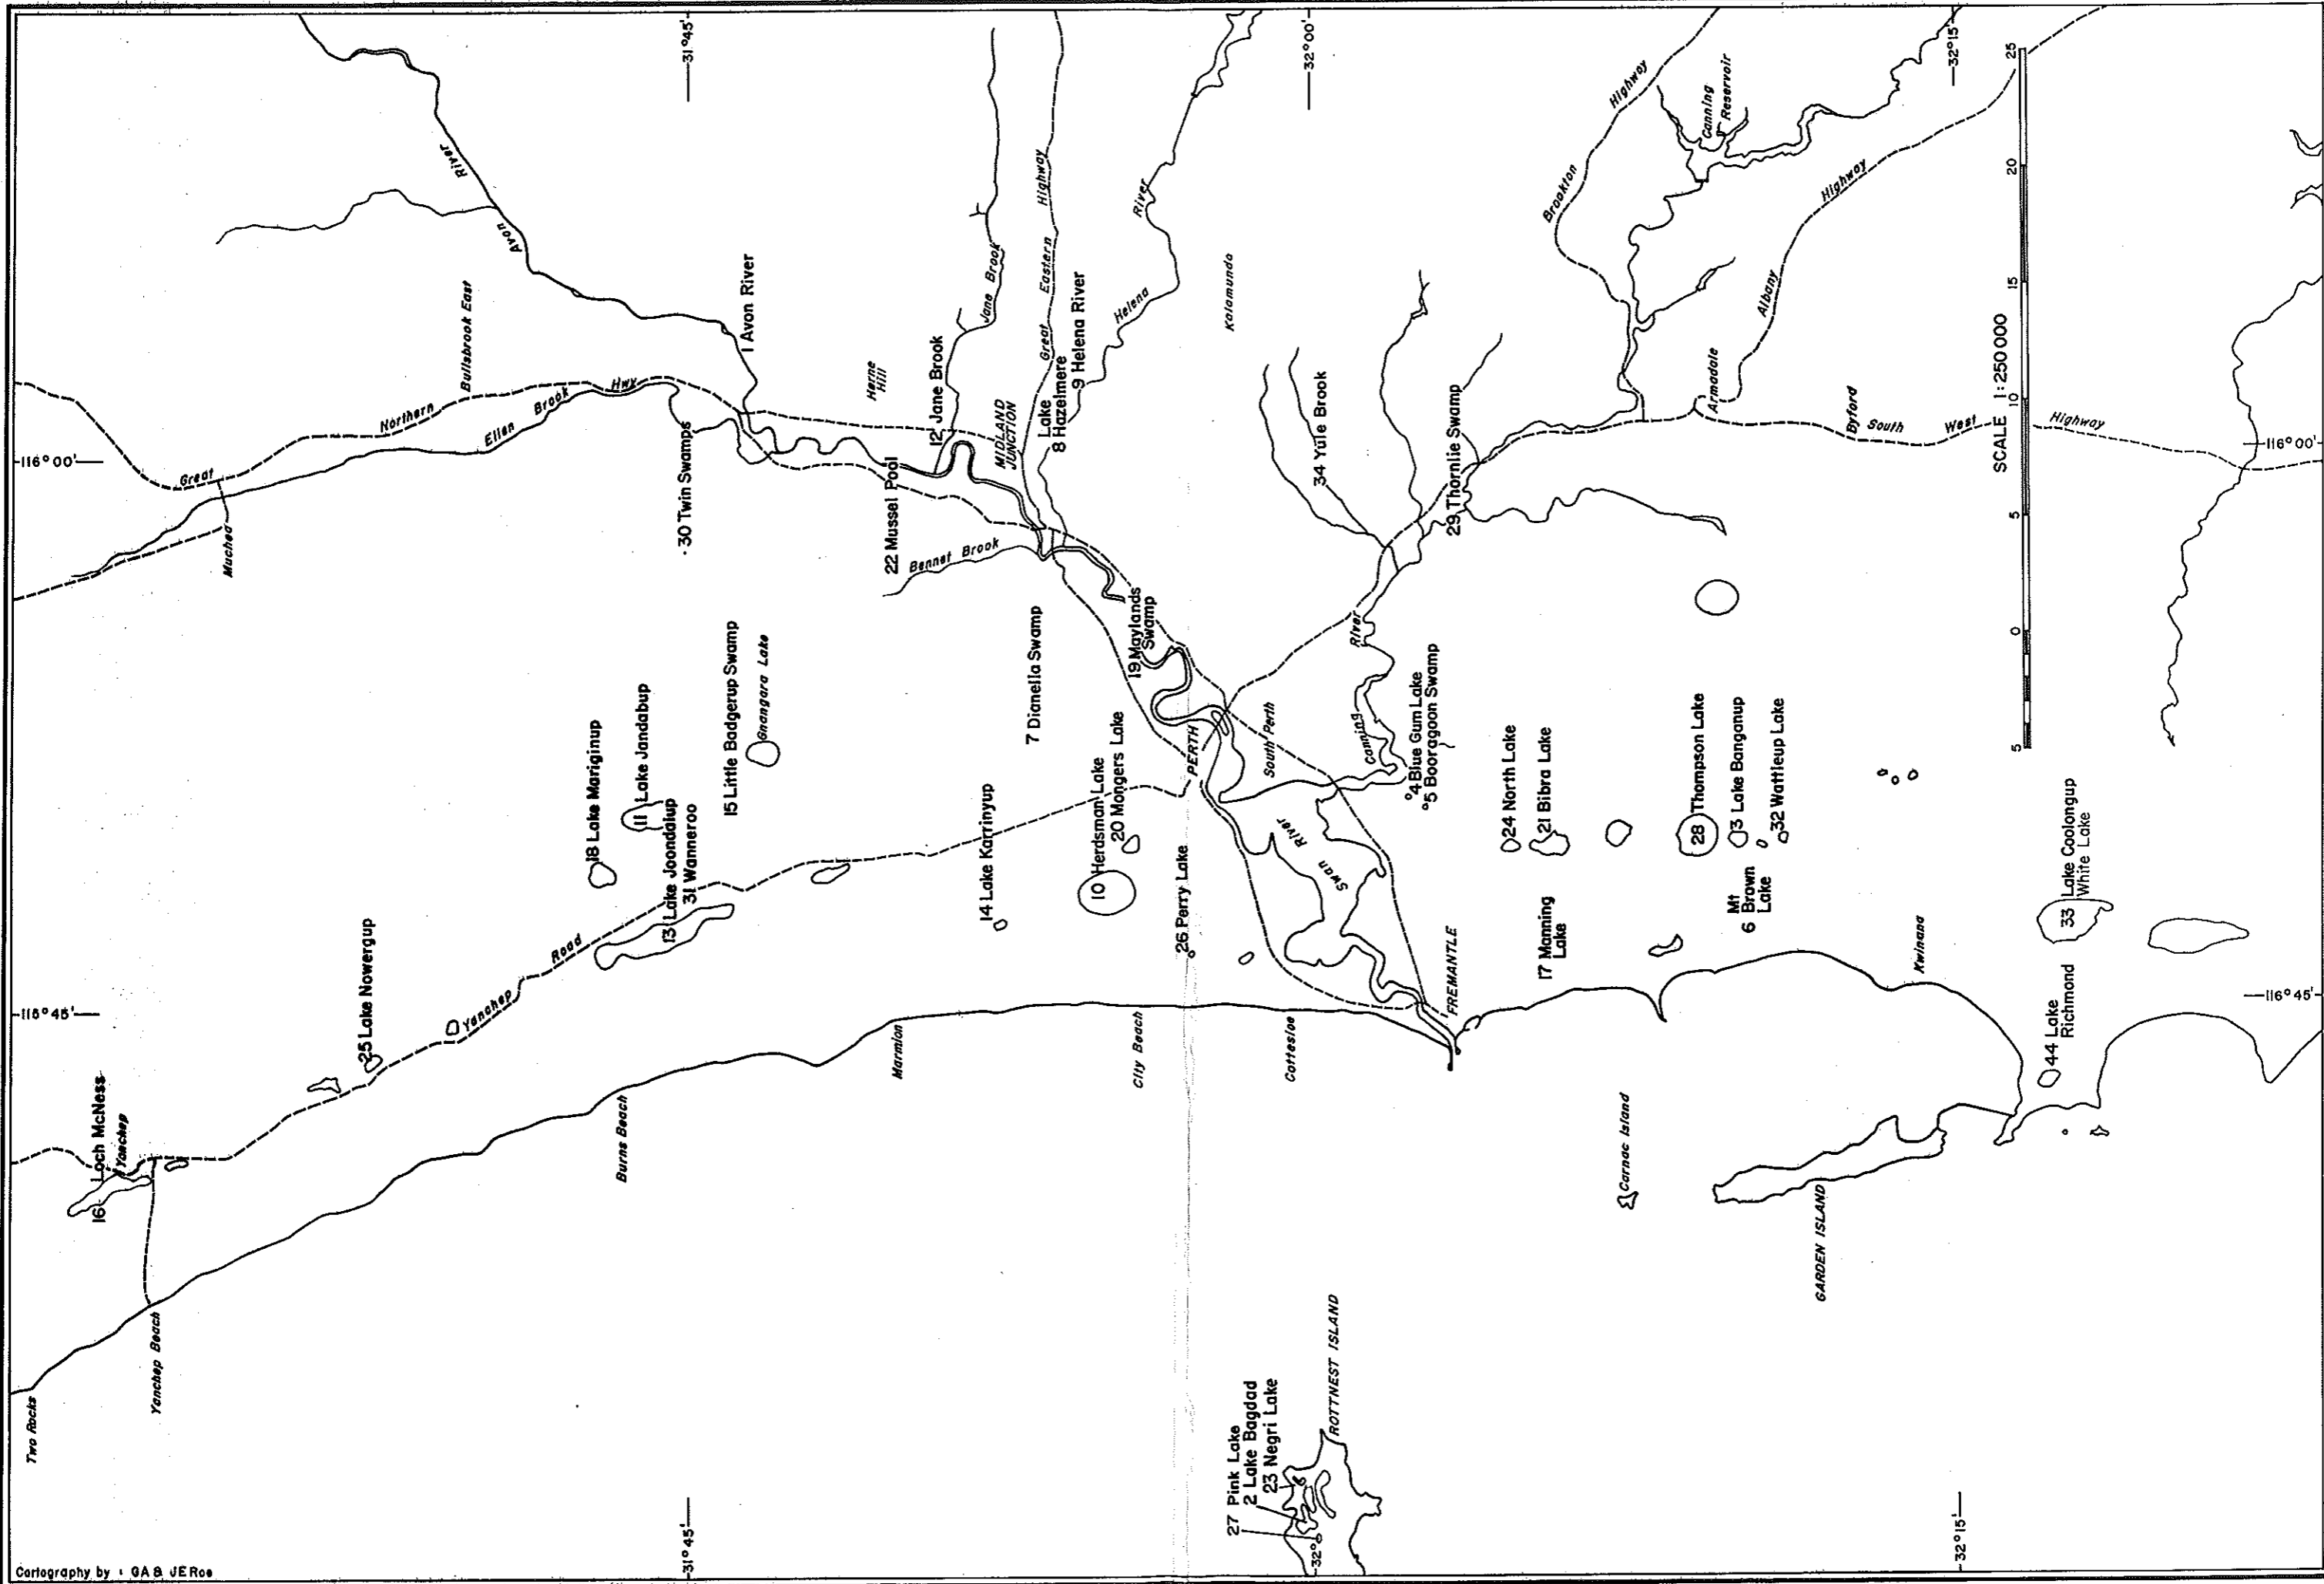 Two Rocks
Yanchep Beach
16 Loch McNess
Yanchep
25 Lake Nowergup
Yanchep
Road
Burns Beach
Marmion
City Beach
Cottesloe
FREMANTLE
18 Lake Mariginup
11 Lake Jandabup
13 Lake Joondalup
31 Wanneroo
15 Little Badgerup Swamp
Gnangara Lake
14 Lake Karrinyup
10 Herdsman Lake
20 Mongers Lake
26 Perry Lake
7 Dianella Swamp
Muchea
Great
Northern
Hwy
Ellen
Brook
Bullsbrook East
30 Twin Swamps
Avon
River
1 Avon River
Herne
Hill
22 Mussel Pool
12 Jane Brook
Jane Brook
Bennet Brook
MIDLAND
JUNCTION
Lake
8 Hazelmere
9 Helena River
Great
Eastern
Highway
Helena
River
Kalamunda
19 Maylands
Swamp
PERTH
South Perth
Swan
River
Canning
River
34 Yule Brook
29 Thornlie Swamp
4 Blue Gum Lake
5 Booragoon Swamp
24 North Lake
21 Bibra Lake
17 Manning
Lake
28 Thompson Lake
3 Lake Banganup
32 Wattleup Lake
Mt
6 Brown
Lake
Kwinana
33 Lake Coolongup
White Lake
44 Lake
Richmond
Brookton
Highway
Canning
Reservoir
Albany
Highway
Armadale
Byford
South
West
Highway
27 Pink Lake
2 Lake Bagdad
23 Negri Lake
ROTTNEST ISLAND
Carnac Island
GARDEN ISLAND
SCALE 1:250000
5 0 5 10 15 20 25
116°00'
115°45'
116°00'
116°45'
31°45'
32°00'
32°15'
31°45'
32°
32°15'
Cartography by : GA & JERoe